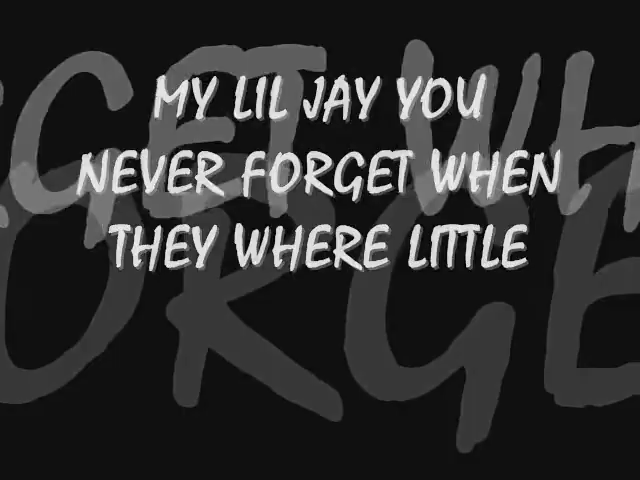 MY LIL JAY YOU
NEVER FORGET WHEN
THEY WHERE LITTLE